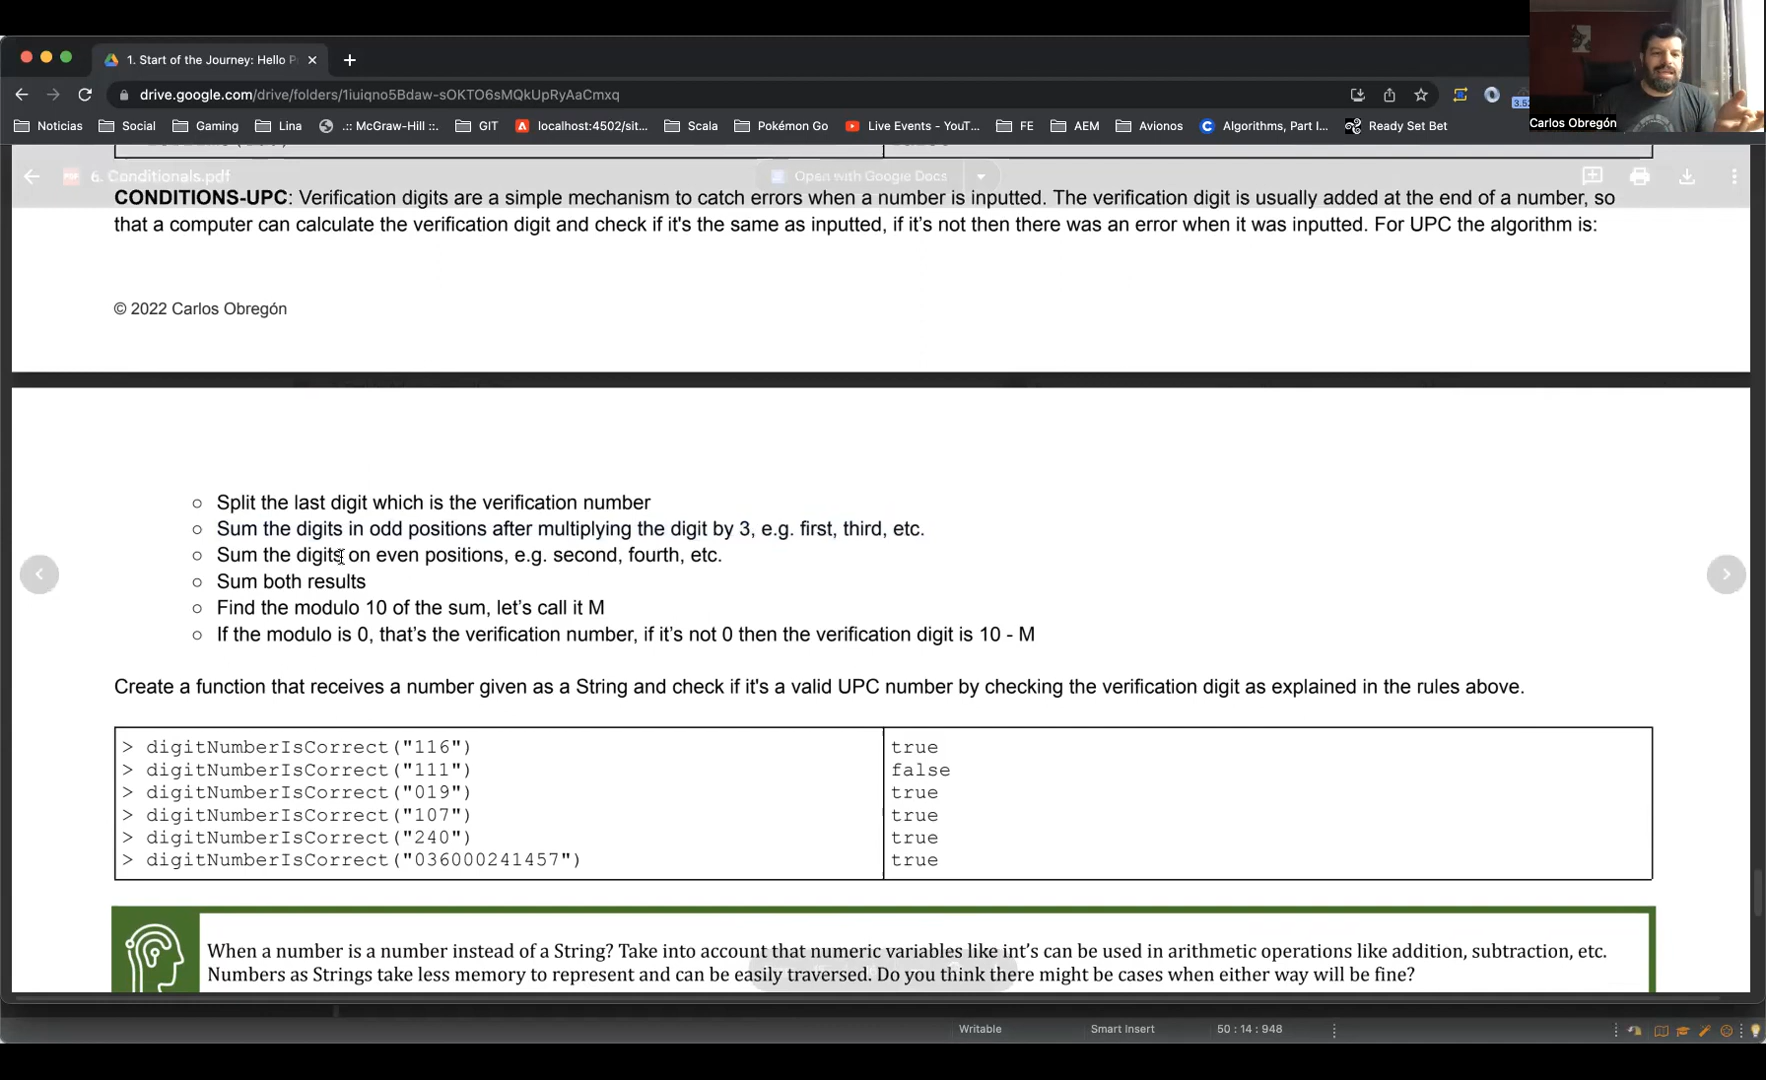 1. Start of the Journey: Hello P
drive.google.com/drive/folders/1iuiqno5Bdaw-sOKTO6sMQkUpRyAaCmxq
Noticias Social Gaming Lina .:: McGraw-Hill ::. GIT localhost:4502/sit... Scala Pokémon Go Live Events - YouT... FE AEM Avionos Algorithms, Part I... Ready Set Bet
Carlos Obregón
6. Conditionals.pdf Open with Google Docs
CONDITIONS-UPC: Verification digits are a simple mechanism to catch errors when a number is inputted. The verification digit is usually added at the end of a number, so
that a computer can calculate the verification digit and check if it's the same as inputted, if it's not then there was an error when it was inputted. For UPC the algorithm is:
© 2022 Carlos Obregón
○ Split the last digit which is the verification number
○ Sum the digits in odd positions after multiplying the digit by 3, e.g. first, third, etc.
○ Sum the digits on even positions, e.g. second, fourth, etc.
○ Sum both results
○ Find the modulo 10 of the sum, let's call it M
○ If the modulo is 0, that's the verification number, if it's not 0 then the verification digit is 10 - M
Create a function that receives a number given as a String and check if it's a valid UPC number by checking the verification digit as explained in the rules above.
> digitNumberIsCorrect("116") true
> digitNumberIsCorrect("111") false
> digitNumberIsCorrect("019") true
> digitNumberIsCorrect("107") true
> digitNumberIsCorrect("240") true
> digitNumberIsCorrect("036000241457") true
When a number is a number instead of a String? Take into account that numeric variables like int's can be used in arithmetic operations like addition, subtraction, etc.
Numbers as Strings take less memory to represent and can be easily traversed. Do you think there might be cases when either way will be fine?
Writable Smart Insert 50 : 14 : 948